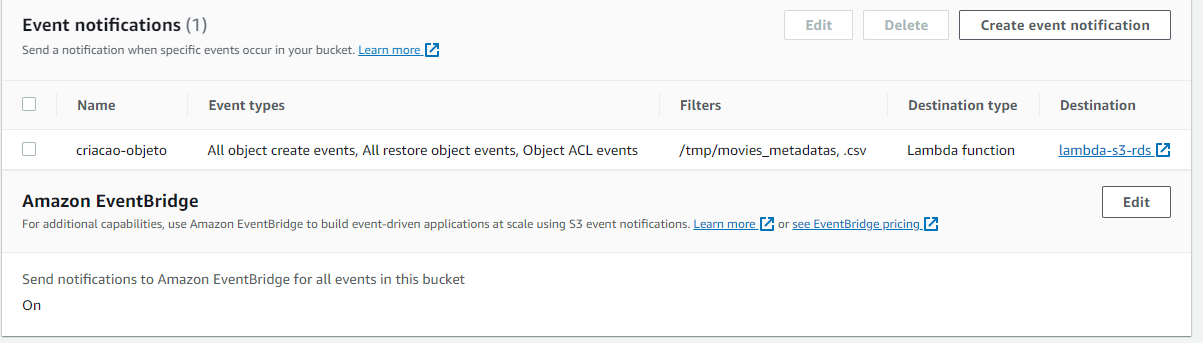 Event notifications (1)
Edit
Delete
Create event notification
Send a notification when specific events occur in your bucket. Learn more
Name
Event types
Filters
Destination type
Destination
criacao-objeto
All object create events, All restore object events, Object ACL events
/tmp/movies_metadatas, .csv
Lambda function
lambda-s3-rds
Amazon EventBridge
Edit
For additional capabilities, use Amazon EventBridge to build event-driven applications at scale using S3 event notifications. Learn more or see EventBridge pricing
Send notifications to Amazon EventBridge for all events in this bucket
On